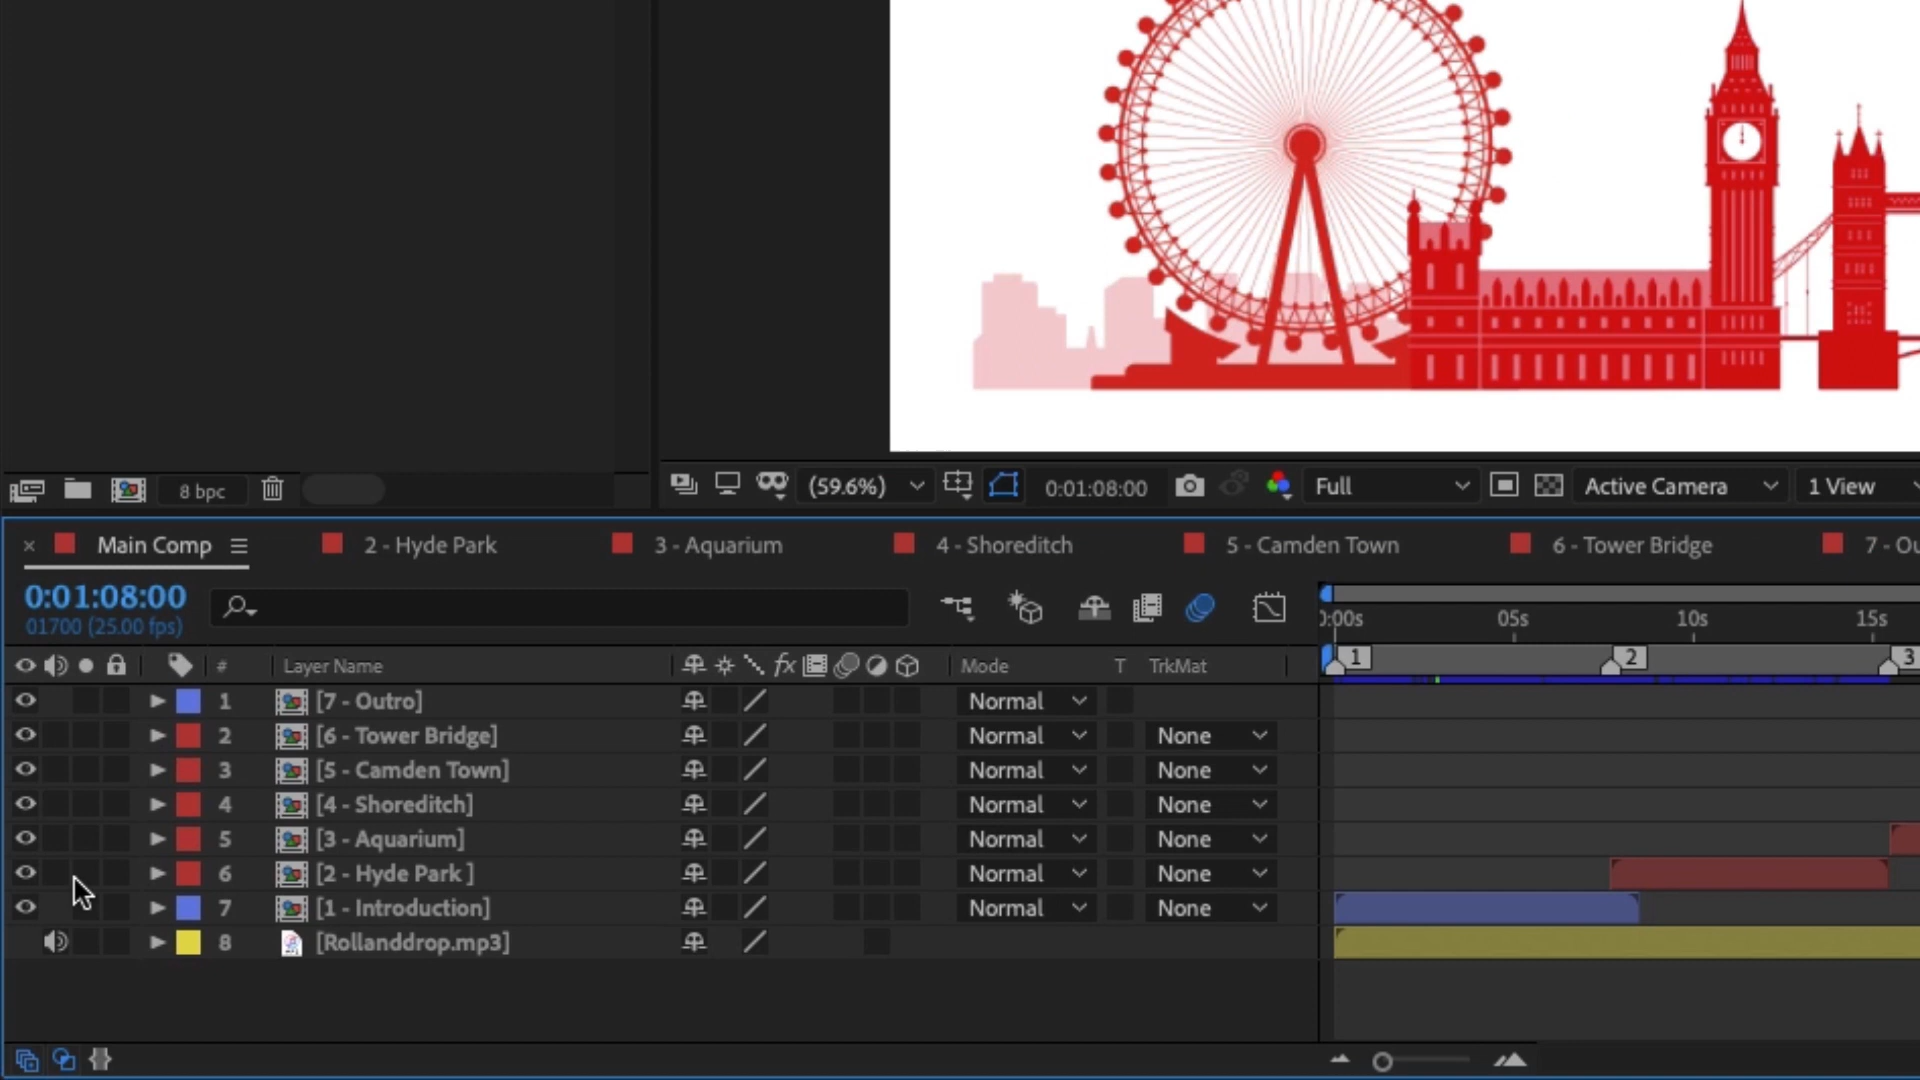 8 bpc
(59.6%) 0:01:08:00 Full Active Camera 1 View
Main Comp 2 - Hyde Park 3 - Aquarium 4 - Shoreditch 5 - Camden Town 6 - Tower Bridge 7 - Ou
0:01:08:00
01700 (25.00 fps)
0:00s 05s 10s 15s
1 2 3
# Layer Name fx Mode T TrkMat
1 [7 - Outro] Normal
2 [6 - Tower Bridge] Normal None
3 [5 - Camden Town] Normal None
4 [4 - Shoreditch] Normal None
5 [3 - Aquarium] Normal None
6 [2 - Hyde Park ] Normal None
7 [1 - Introduction] Normal None
8 [Rollanddrop.mp3]